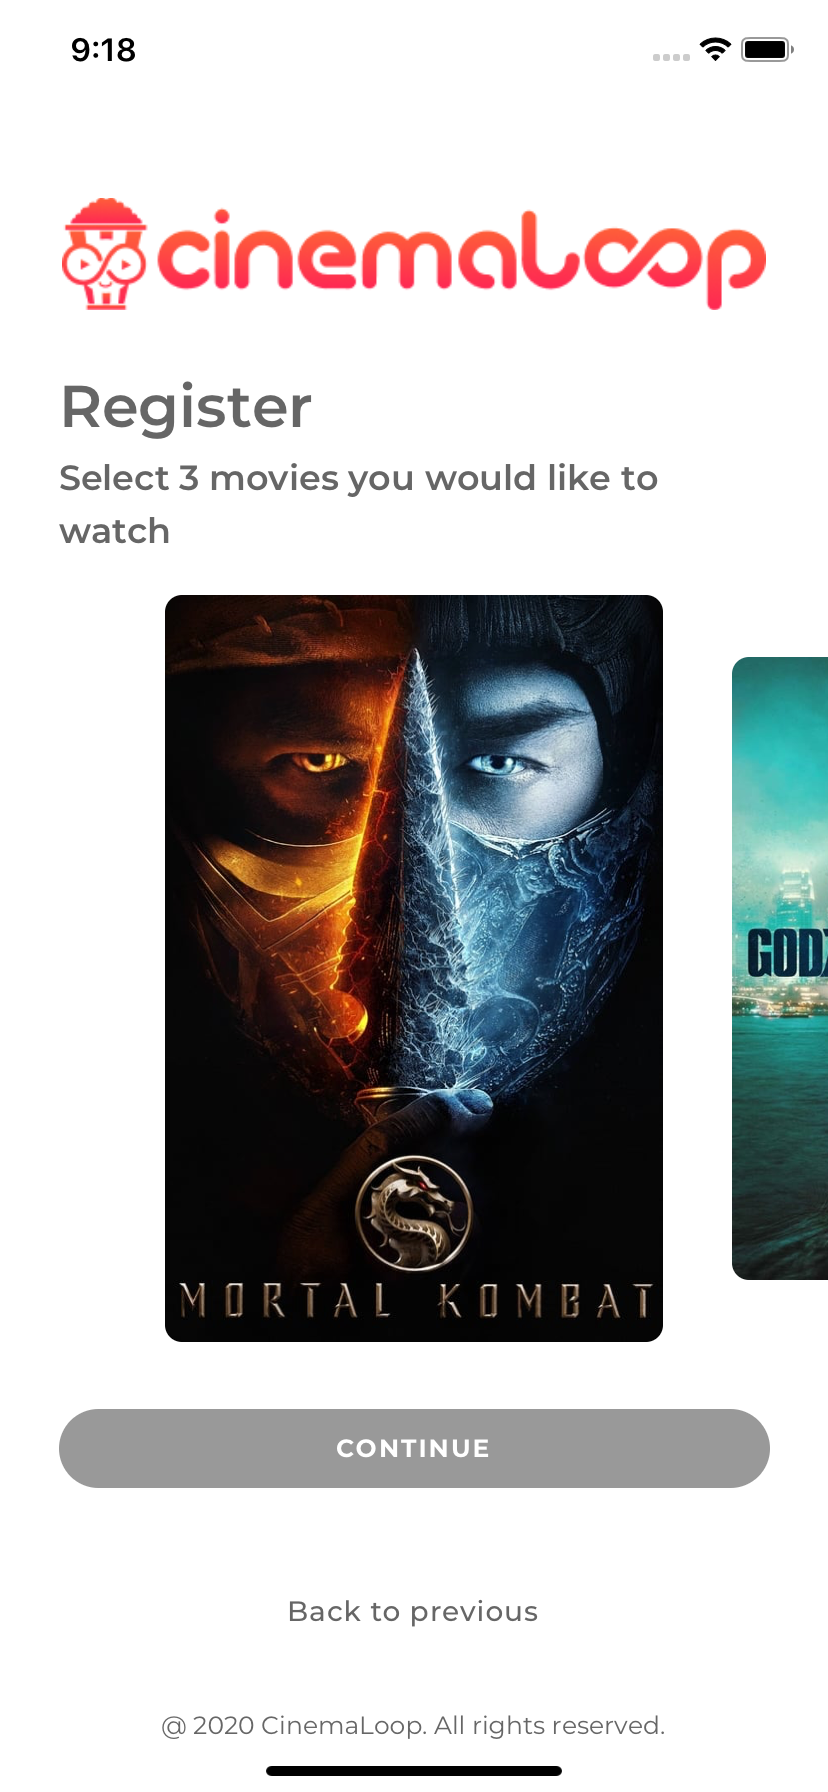 9:18
cinemaloop
Register
Select 3 movies you would like to
watch
MORTAL KOMBAT
GODZ
CONTINUE
Back to previous
@ 2020 CinemaLoop. All rights reserved.